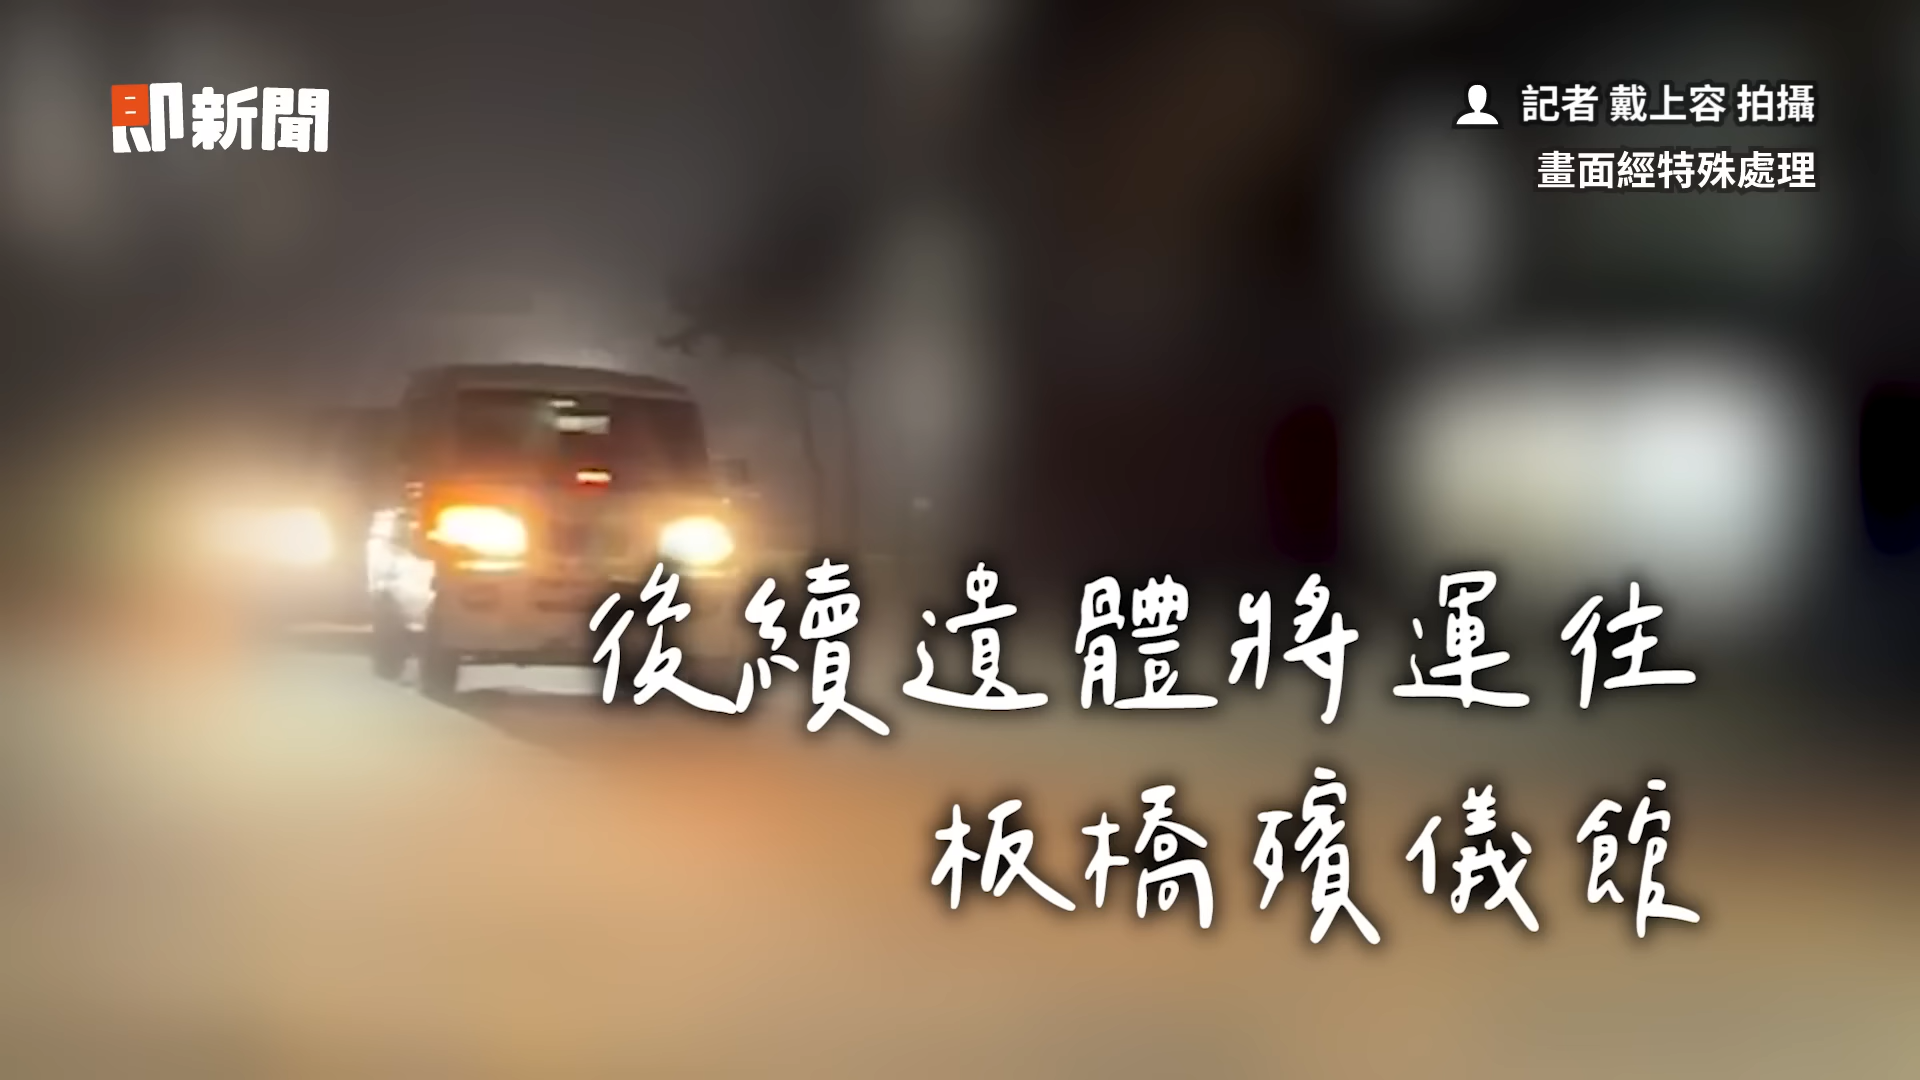 即新聞
記者 戴上容 拍攝
畫面經特殊處理
後續遺體將運往
板橋殯儀館